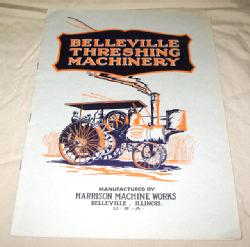 BELLEVILLE
THRESHING
MACHINERY
MANUFACTURED BY
HARRISON MACHINE WORKS
BELLEVILLE, ILLINOIS.
U·S·A·